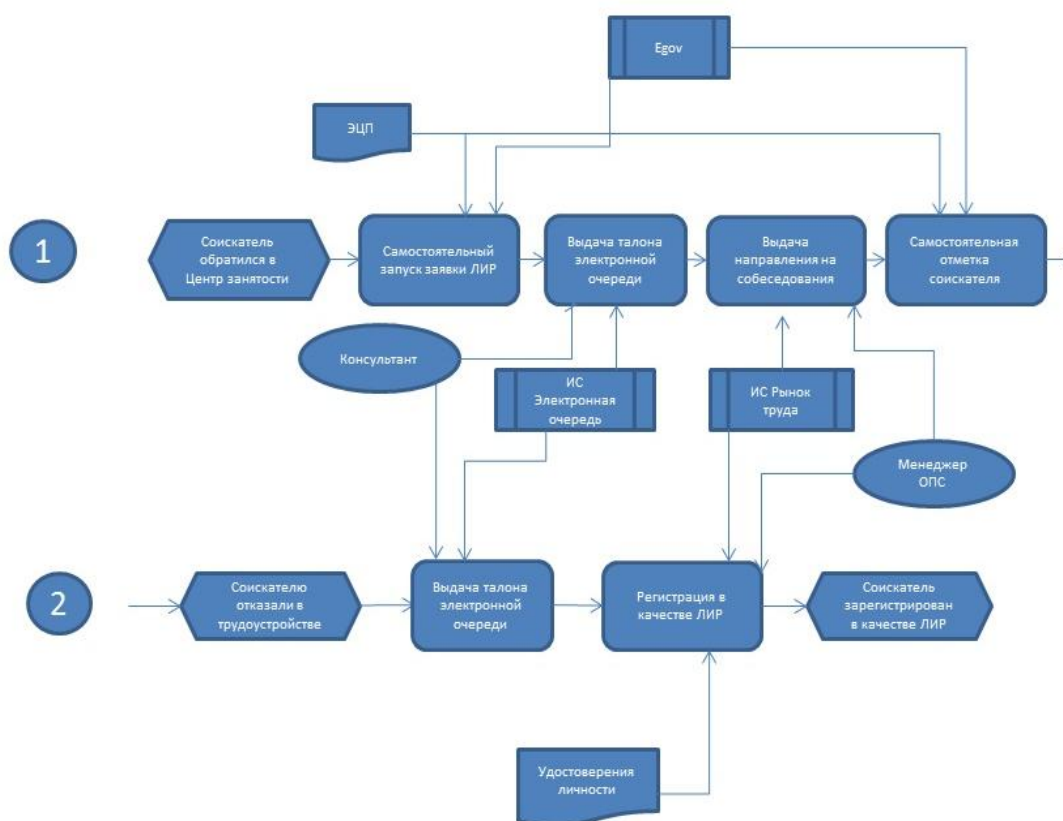 Egov
ЭЦП
1
Соискатель
обратился в
Центр занятости
Самостоятельный
запуск заявки ЛИР
Выдача талона
электронной
очереди
Выдача
направления на
собеседования
Самостоятельная
отметка
соискателя
Консультант
ИС
Электронная
очередь
ИС Рынок
труда
Менеджер
ОПС
2
Соискателю
отказали в
трудоустройстве
Выдача талона
электронной
очереди
Регистрация в
качестве ЛИР
Соискатель
зарегистрирован
в качестве ЛИР
Удостоверения
личности